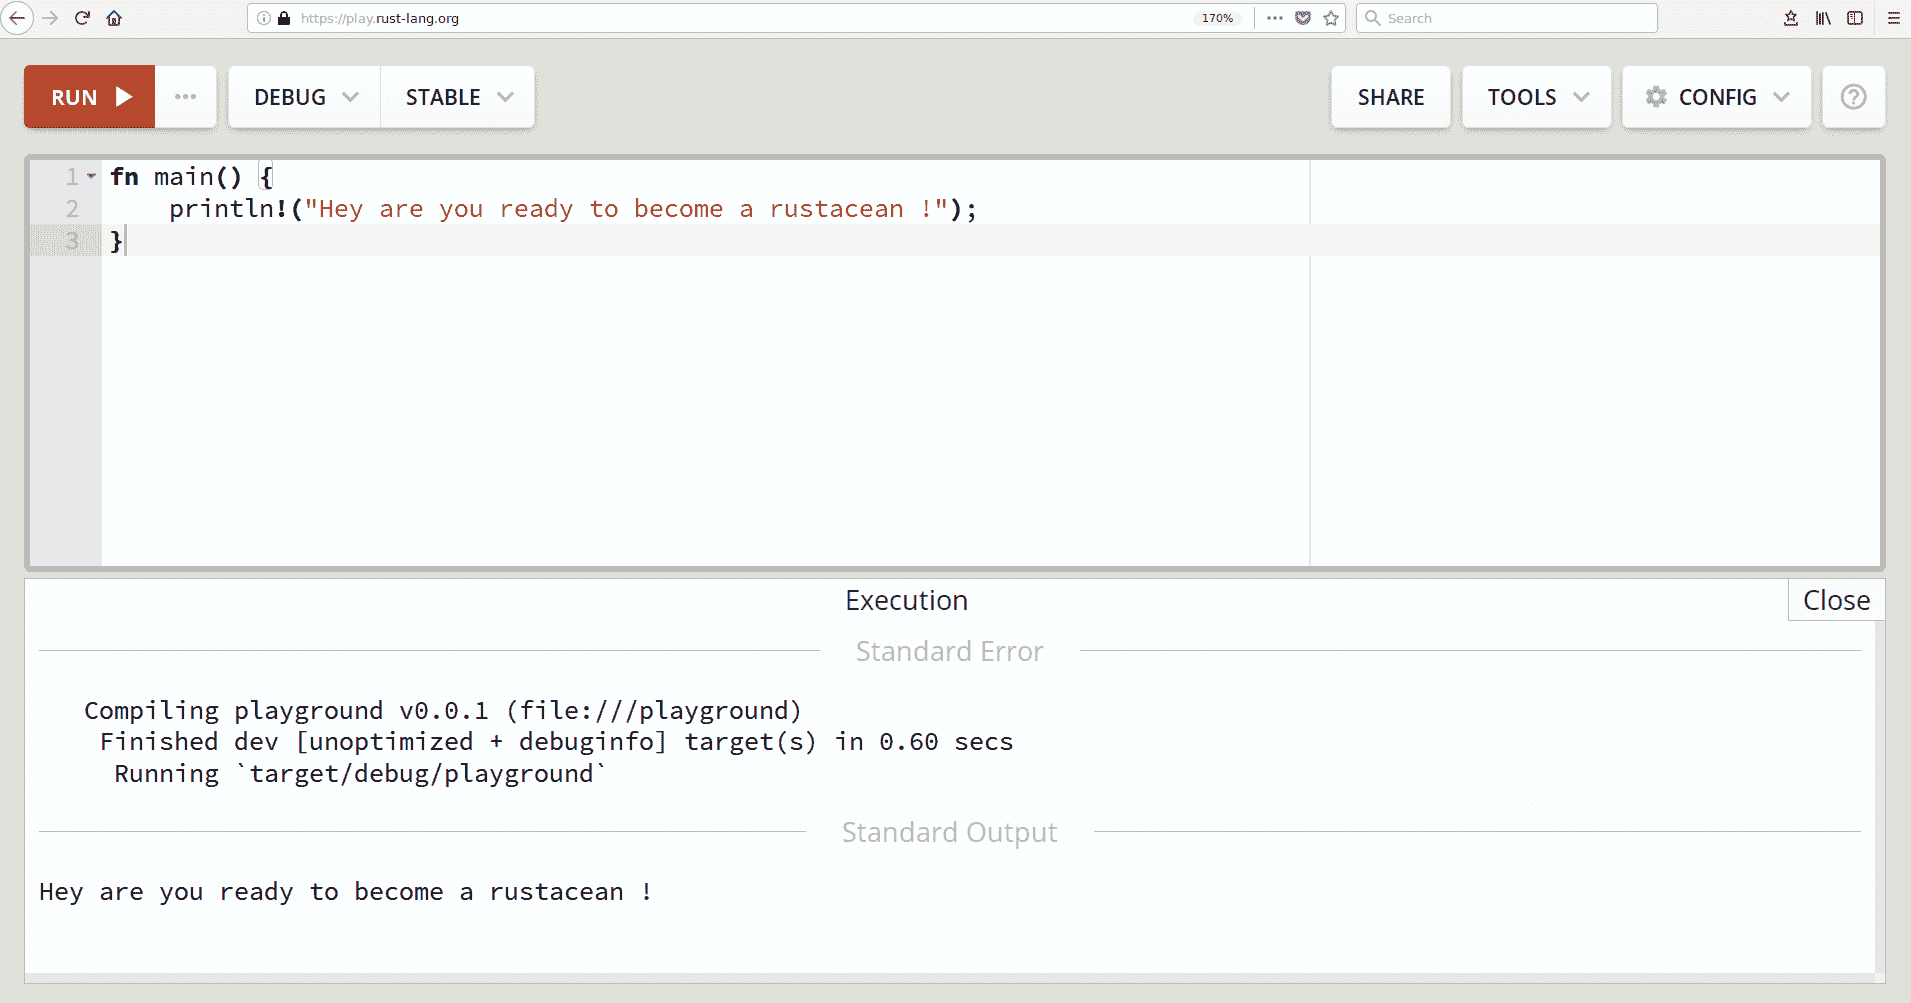 https://play.rust-lang.org 170% ··· Search
RUN ··· DEBUG STABLE SHARE TOOLS CONFIG ?
1 fn main() {
2     println!("Hey are you ready to become a rustacean !");
3 }
Execution Close
Standard Error
   Compiling playground v0.0.1 (file:///playground)
    Finished dev [unoptimized + debuginfo] target(s) in 0.60 secs
     Running `target/debug/playground`
Standard Output
Hey are you ready to become a rustacean !